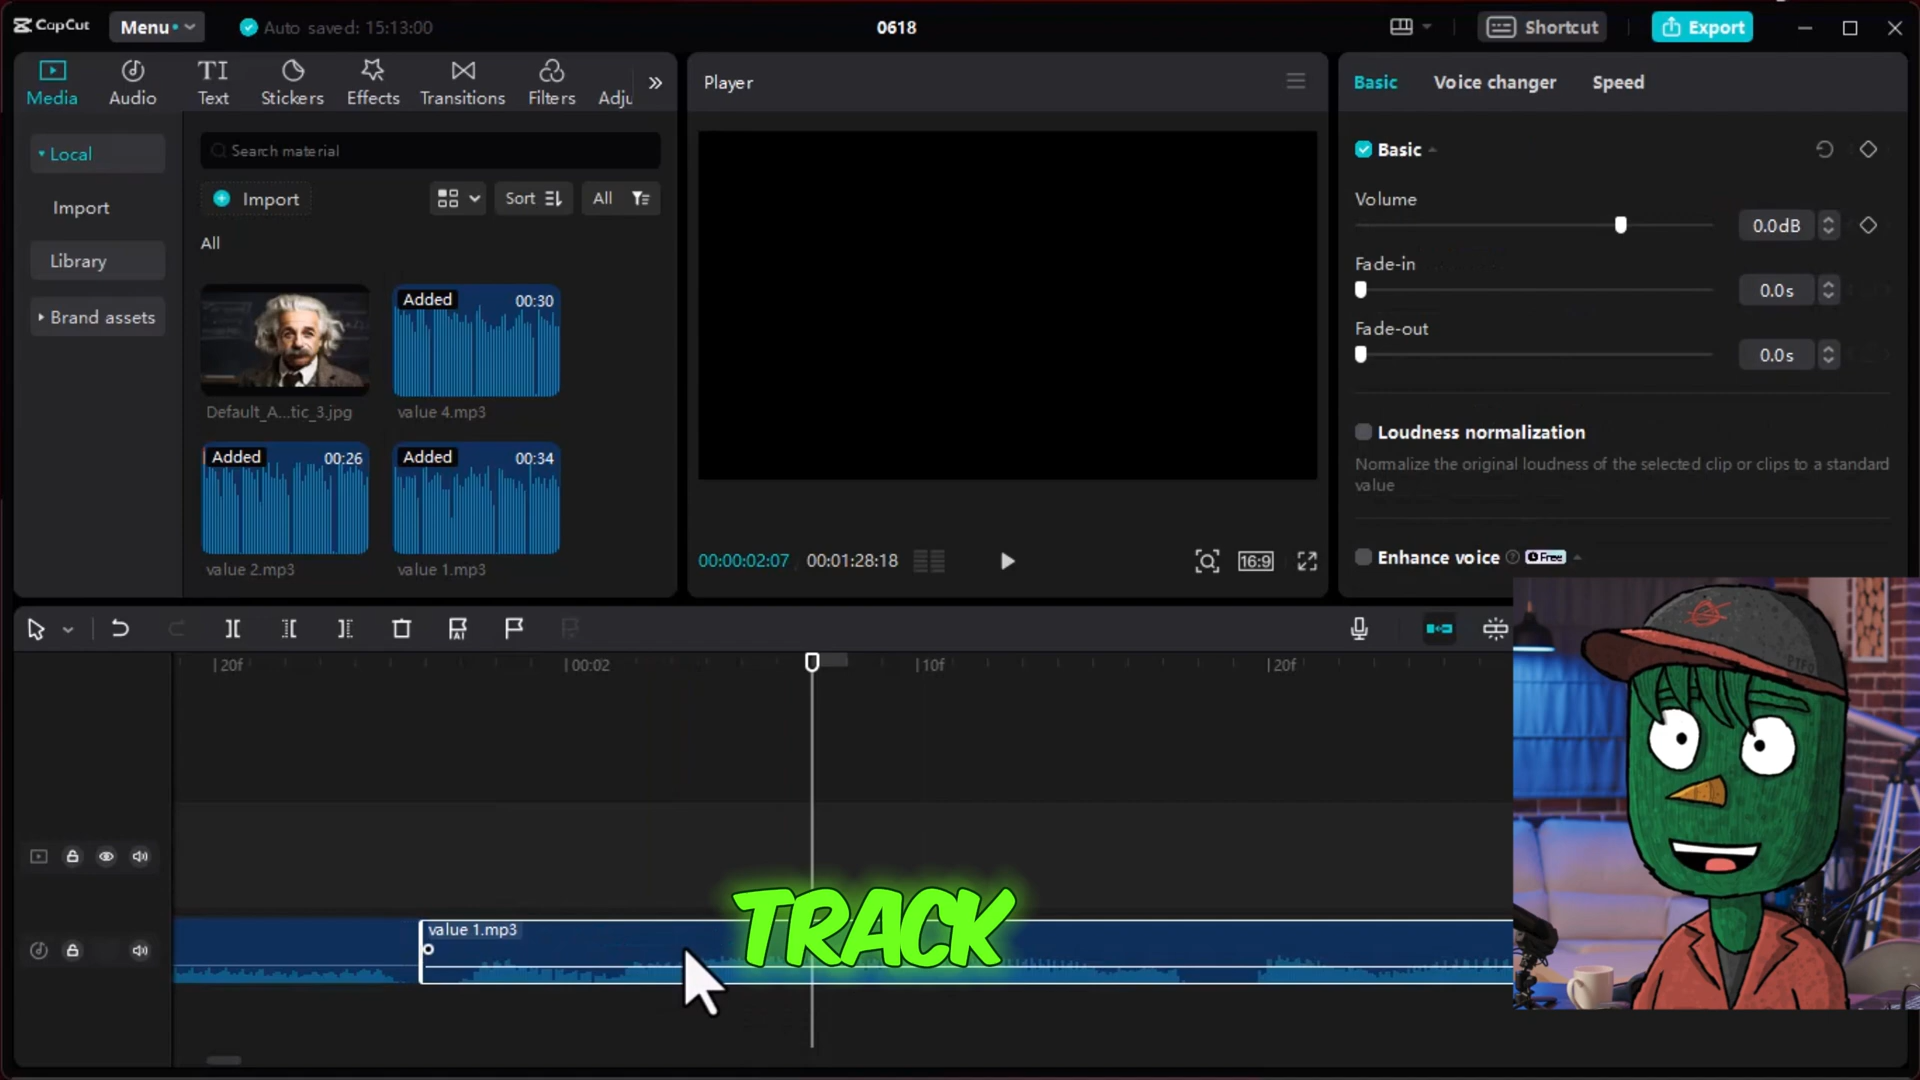 CapCut
Menu
Auto saved: 15:13:00
0618
Shortcut
Export
Media
Audio
Text
Stickers
Effects
Transitions
Filters
Adju
Player
Basic
Voice changer
Speed
Local
Import
Library
Brand assets
Search material
Import
Sort
All
All
Default_A...tic_3.jpg
Added
00:30
value 4.mp3
Added
00:26
value 2.mp3
Added
00:34
value 1.mp3
00:00:02:07
00:01:28:18
16:9
Basic
Volume
0.0dB
Fade-in
0.0s
Fade-out
0.0s
Loudness normalization
Normalize the original loudness of the selected clip or clips to a standard
value
Enhance voice
Free
20f
00:02
10f
20f
value 1.mp3
TRACK